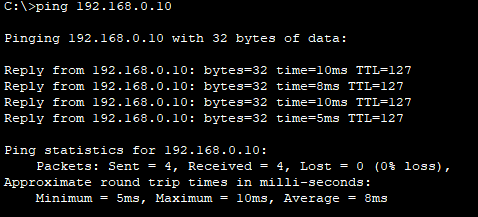 C:\>ping 192.168.0.10
Pinging 192.168.0.10 with 32 bytes of data:
Reply from 192.168.0.10: bytes=32 time=10ms TTL=127
Reply from 192.168.0.10: bytes=32 time=8ms TTL=127
Reply from 192.168.0.10: bytes=32 time=10ms TTL=127
Reply from 192.168.0.10: bytes=32 time=5ms TTL=127
Ping statistics for 192.168.0.10:
Packets: Sent = 4, Received = 4, Lost = 0 (0% loss),
Approximate round trip times in milli-seconds:
Minimum = 5ms, Maximum = 10ms, Average = 8ms